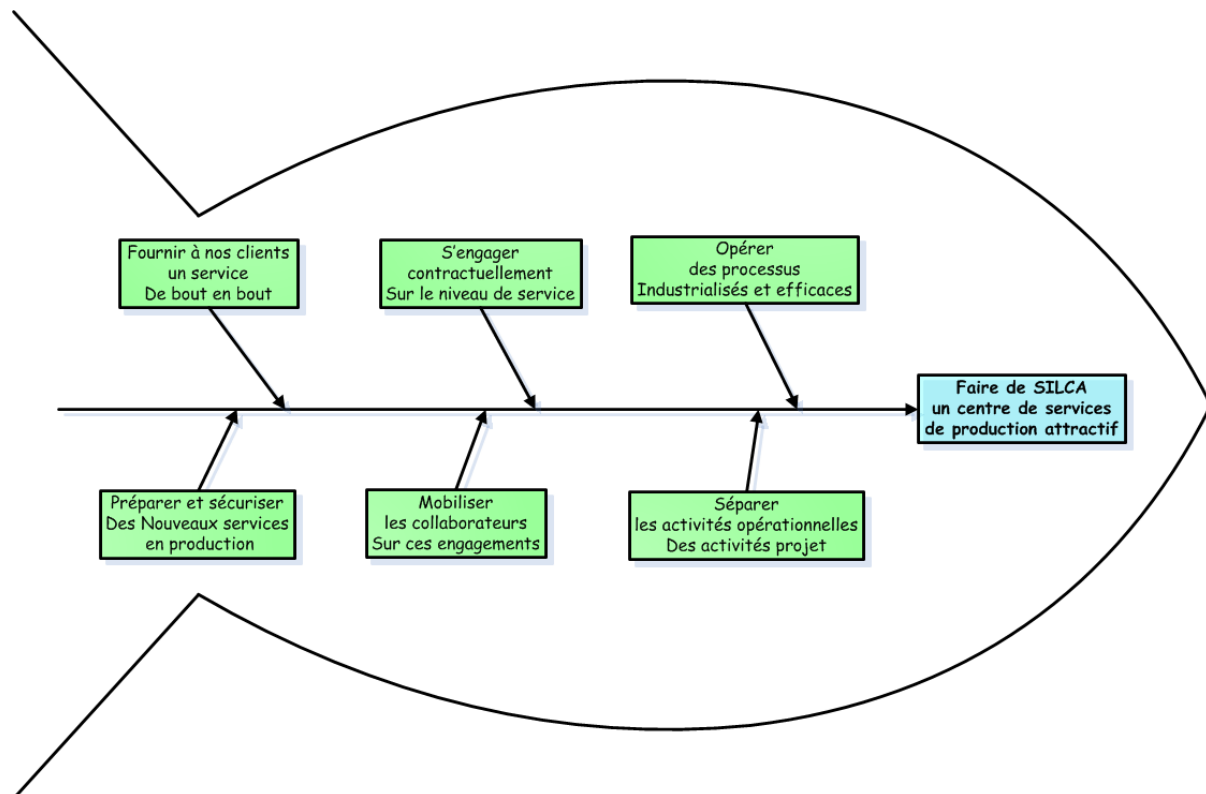 Fournir à nos clients
un service
De bout en bout
S'engager
contractuellement
Sur le niveau de service
Opérer
des processus
Industrialisés et efficaces
Faire de SILCA
un centre de services
de production attractif
Préparer et sécuriser
Des Nouveaux services
en production
Mobiliser
les collaborateurs
Sur ces engagements
Séparer
les activités opérationnelles
Des activités projet